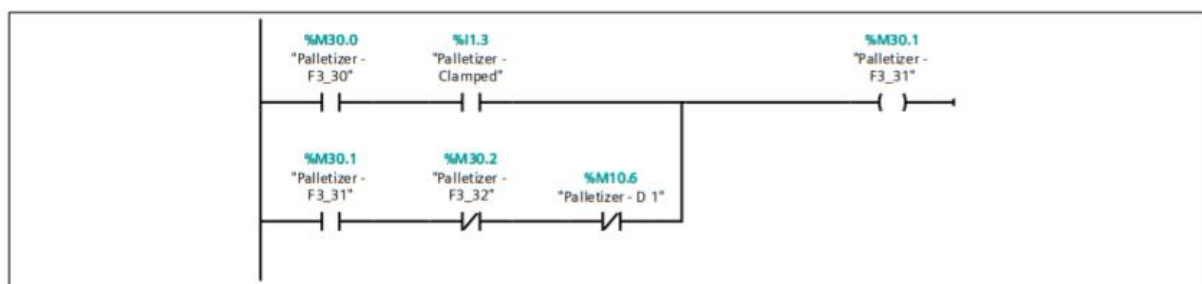 %M30.0
"Palletizer -
F3_30"
%I1.3
"Palletizer -
Clamped"
%M30.1
"Palletizer -
F3_31"
%M30.1
"Palletizer -
F3_31"
%M30.2
"Palletizer -
F3_32"
%M10.6
"Palletizer - D 1"